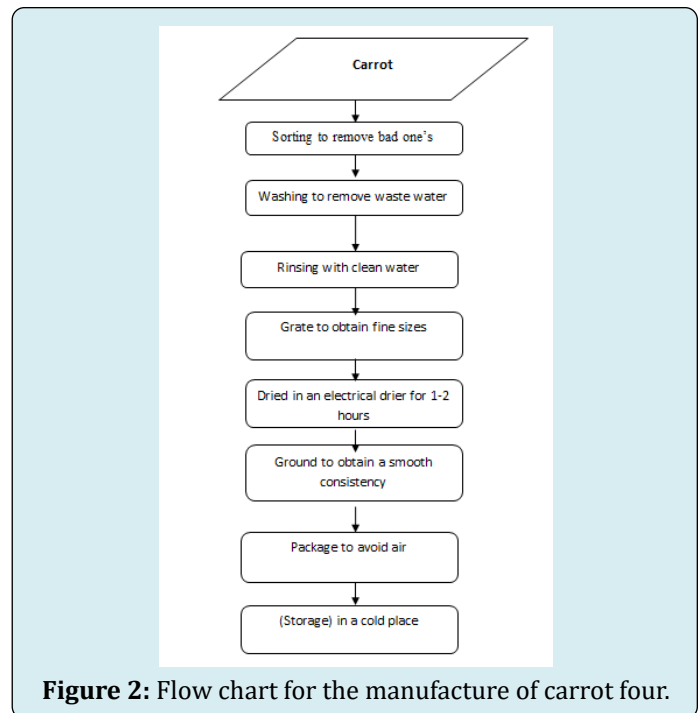 Carrot
Sorting to remove bad one's
Washing to remove waste water
Rinsing with clean water
Grate to obtain fine sizes
Dried in an electrical drier for 1-2
hours
Ground to obtain a smooth
consistency
Package to avoid air
(Storage) in a cold place
Figure 2: Flow chart for the manufacture of carrot four.